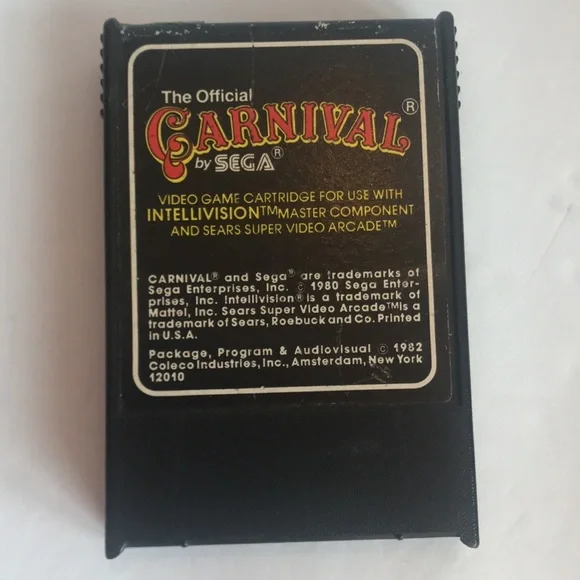 The Official
CARNIVAL®
by SEGA®
VIDEO GAME CARTRIDGE FOR USE WITH
INTELLIVISION™ MASTER COMPONENT
AND SEARS SUPER VIDEO ARCADE™
CARNIVAL® and Sega® are trademarks of
Sega Enterprises, Inc. © 1980 Sega Enter-
prises, Inc. Intellivision® is a trademark of
Mattel, Inc. Sears Super Video Arcade™ is a
trademark of Sears, Roebuck and Co. Printed
in U.S.A.
Package, Program & Audiovisual © 1982
Coleco Industries, Inc., Amsterdam, New York
12010